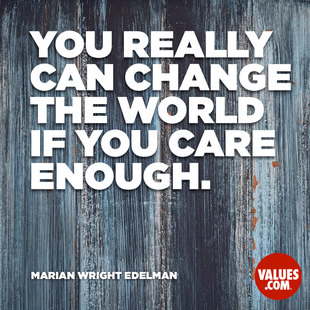 YOU REALLY
CAN CHANGE
THE WORLD
IF YOU CARE
ENOUGH.
MARIAN WRIGHT EDELMAN
VALUES
.COM